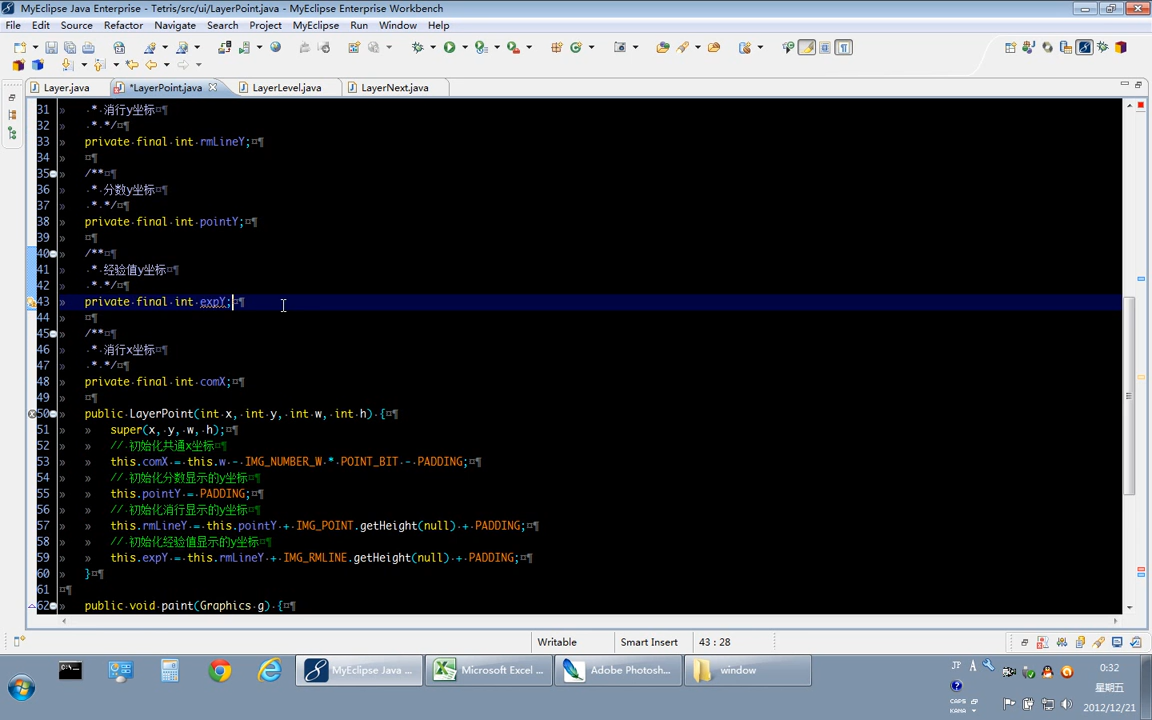 MyEclipse Java Enterprise - Tetris/src/ui/LayerPoint.java - MyEclipse Enterprise Workbench
File Edit Source Refactor Navigate Search Project MyEclipse Run Window Help
Layer.java *LayerPoint.java LayerLevel.java LayerNext.java
31 » ·*·消行y坐标¤¶
32 » ·*·*/¤¶
33 » private·final·int·rmLineY;¤¶
34 » ¤¶
35 » /**¤¶
36 » ·*·分数y坐标¤¶
37 » ·*·*/¤¶
38 » private·final·int·pointY;¤¶
39 » ¤¶
40 » /**¤¶
41 » ·*·经验值y坐标¤¶
42 » ·*·*/¤¶
43 » private·final·int·expY;¤¶
44 » ¤¶
45 » /**¤¶
46 » ·*·消行x坐标¤¶
47 » ·*·*/¤¶
48 » private·final·int·comX;¤¶
49 » ¤¶
50 » public·LayerPoint(int·x,·int·y,·int·w,·int·h)·{¤¶
51 » » super(x,·y,·w,·h);¤¶
52 » » //·初始化共通x坐标¤¶
53 » » this.comX·=·this.w·-·IMG_NUMBER_W·*·POINT_BIT·-·PADDING;¤¶
54 » » //·初始化分数显示的y坐标¤¶
55 » » this.pointY·=·PADDING;¤¶
56 » » //·初始化消行显示的y坐标¤¶
57 » » this.rmLineY·=·this.pointY·+·IMG_POINT.getHeight(null)·+·PADDING;¤¶
58 » » //·初始化经验值显示的y坐标¤¶
59 » » this.expY·=·this.rmLineY·+·IMG_RMLINE.getHeight(null)·+·PADDING;¤¶
60 » }¤¶
61 ¤¶
62 » public·void·paint(Graphics·g)·{¤¶
Writable Smart Insert 43 : 28
MyEclipse Java ... Microsoft Excel ... Adobe Photosh... window
JP A
CAPS
KANA
0:32
星期五
2012/12/21